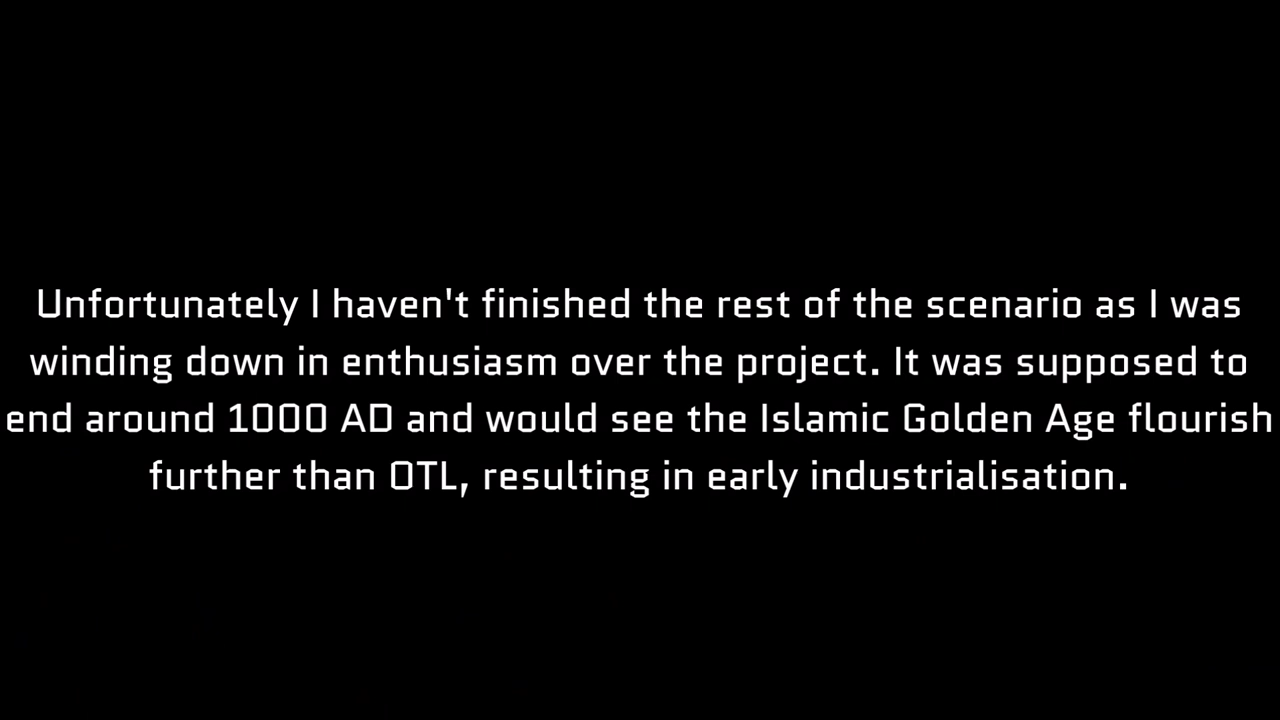 Unfortunately I haven't finished the rest of the scenario as I was
winding down in enthusiasm over the project. It was supposed to
end around 1000 AD and would see the Islamic Golden Age flourish
further than OTL, resulting in early industrialisation.